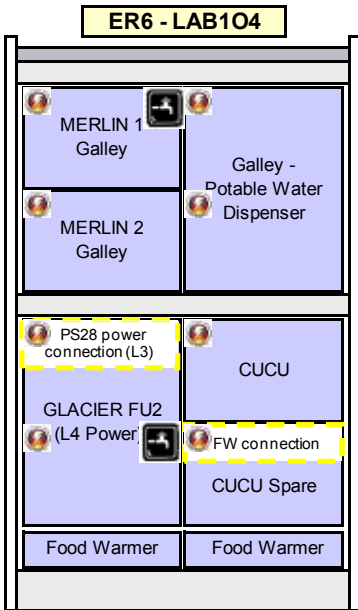 ER6 - LAB1O4
MERLIN 1
Galley
MERLIN 2
Galley
Galley -
Potable Water
Dispenser
PS28 power
connection (L3)
GLACIER FU2
(L4 Power)
CUCU
FW connection
CUCU Spare
Food Warmer
Food Warmer